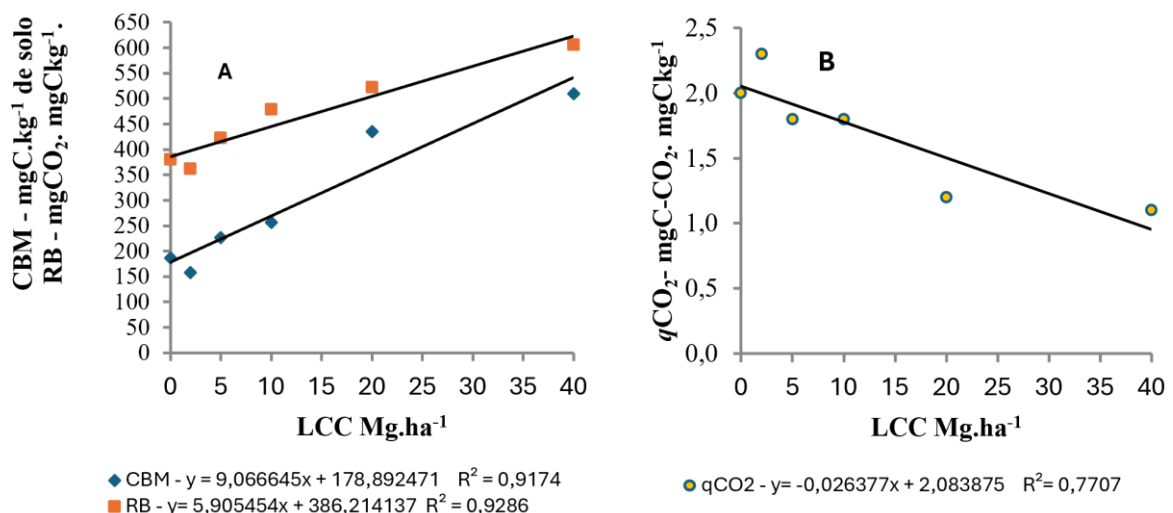 CBM - mgC.kg⁻¹ de solo
RB - mgCO₂. mgCkg⁻¹.
650
600
550
500
450
400
350
300
250
200
150
100
50
0
A
0 5 10 15 20 25 30 35 40
LCC Mg.ha⁻¹
CBM - y = 9,066645x + 178,892471 R² = 0,9174
RB - y= 5,905454x + 386,214137 R² = 0,9286
qCO₂- mgC-CO₂. mgCkg⁻¹
2,5
2,0
1,5
1,0
0,5
0,0
B
0 5 10 15 20 25 30 35 40
LCC Mg.ha⁻¹
qCO2 - y= -0,026377x + 2,083875 R²= 0,7707